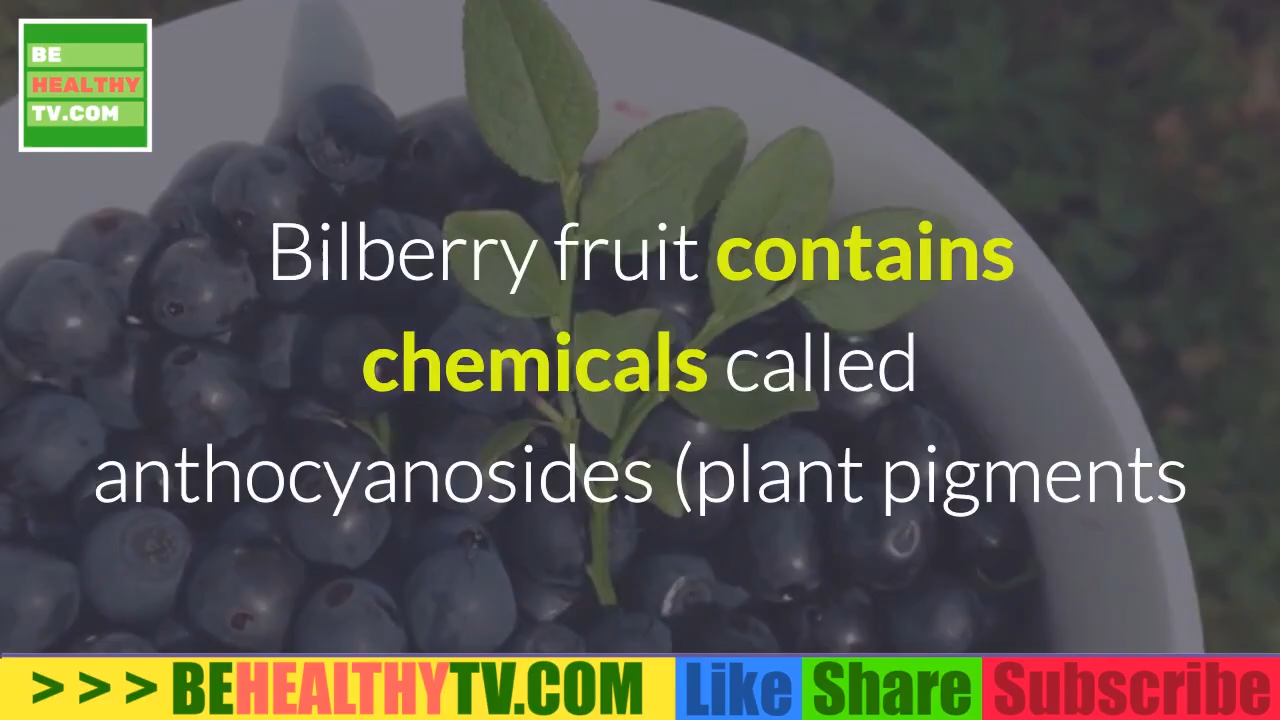 BE
HEALTHY
TV.COM
Bilberry fruit contains
chemicals called
anthocyanosides (plant pigments
> > > BEHEALTHYTV.COM Like Share Subscribe